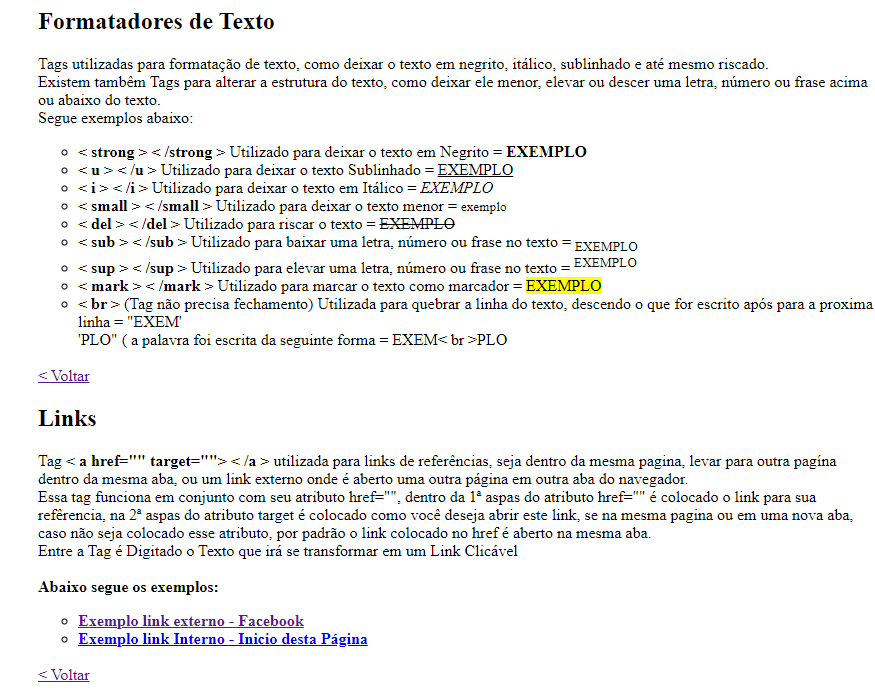 Formatadores de Texto
Tags utilizadas para formatação de texto, como deixar o texto em negrito, itálico, sublinhado e até mesmo riscado.
Existem tambêm Tags para alterar a estrutura do texto, como deixar ele menor, elevar ou descer uma letra, número ou frase acima
ou abaixo do texto.
Segue exemplos abaixo:
< strong > < /strong > Utilizado para deixar o texto em Negrito = EXEMPLO
< u > < /u > Utilizado para deixar o texto Sublinhado = EXEMPLO
< i > < /i > Utilizado para deixar o texto em Itálico = EXEMPLO
< small > < /small > Utilizado para deixar o texto menor = exemplo
< del > < /del > Utilizado para riscar o texto = EXEMPLO
< sub > < /sub > Utilizado para baixar uma letra, número ou frase no texto = EXEMPLO
< sup > < /sup > Utilizado para elevar uma letra, número ou frase no texto = EXEMPLO
< mark > < /mark > Utilizado para marcar o texto como marcador = EXEMPLO
< br > (Tag não precisa fechamento) Utilizada para quebrar a linha do texto, descendo o que for escrito após para a proxima
linha = "EXEM'
'PLO" ( a palavra foi escrita da seguinte forma = EXEM< br >PLO
< Voltar
Links
Tag < a href="" target=""> < /a > utilizada para links de referências, seja dentro da mesma pagina, levar para outra pagína
dentro da mesma aba, ou um link externo onde é aberto uma outra página em outra aba do navegador.
Essa tag funciona em conjunto com seu atributo href="", dentro da 1ª aspas do atributo href="" é colocado o link para sua
refêrencia, na 2ª aspas do atributo target é colocado como você deseja abrir este link, se na mesma pagina ou em uma nova aba,
caso não seja colocado esse atributo, por padrão o link colocado no href é aberto na mesma aba.
Entre a Tag é Digitado o Texto que irá se transformar em um Link Clicável
Abaixo segue os exemplos:
Exemplo link externo - Facebook
Exemplo link Interno - Inicio desta Página
< Voltar